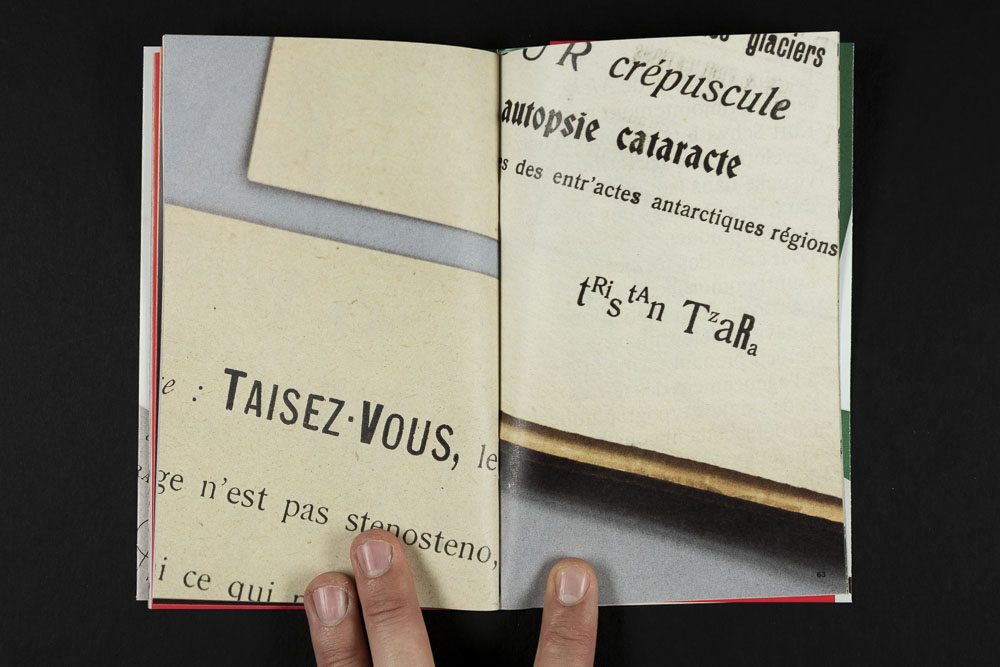 : TAISEZ-VOUS, le
ge n'est pas stenosteno,
i ce qui
glaciers
R crépuscule
autopsie cataracte
s des entr'actes antarctiques régions
tRistAn TzaRa
63